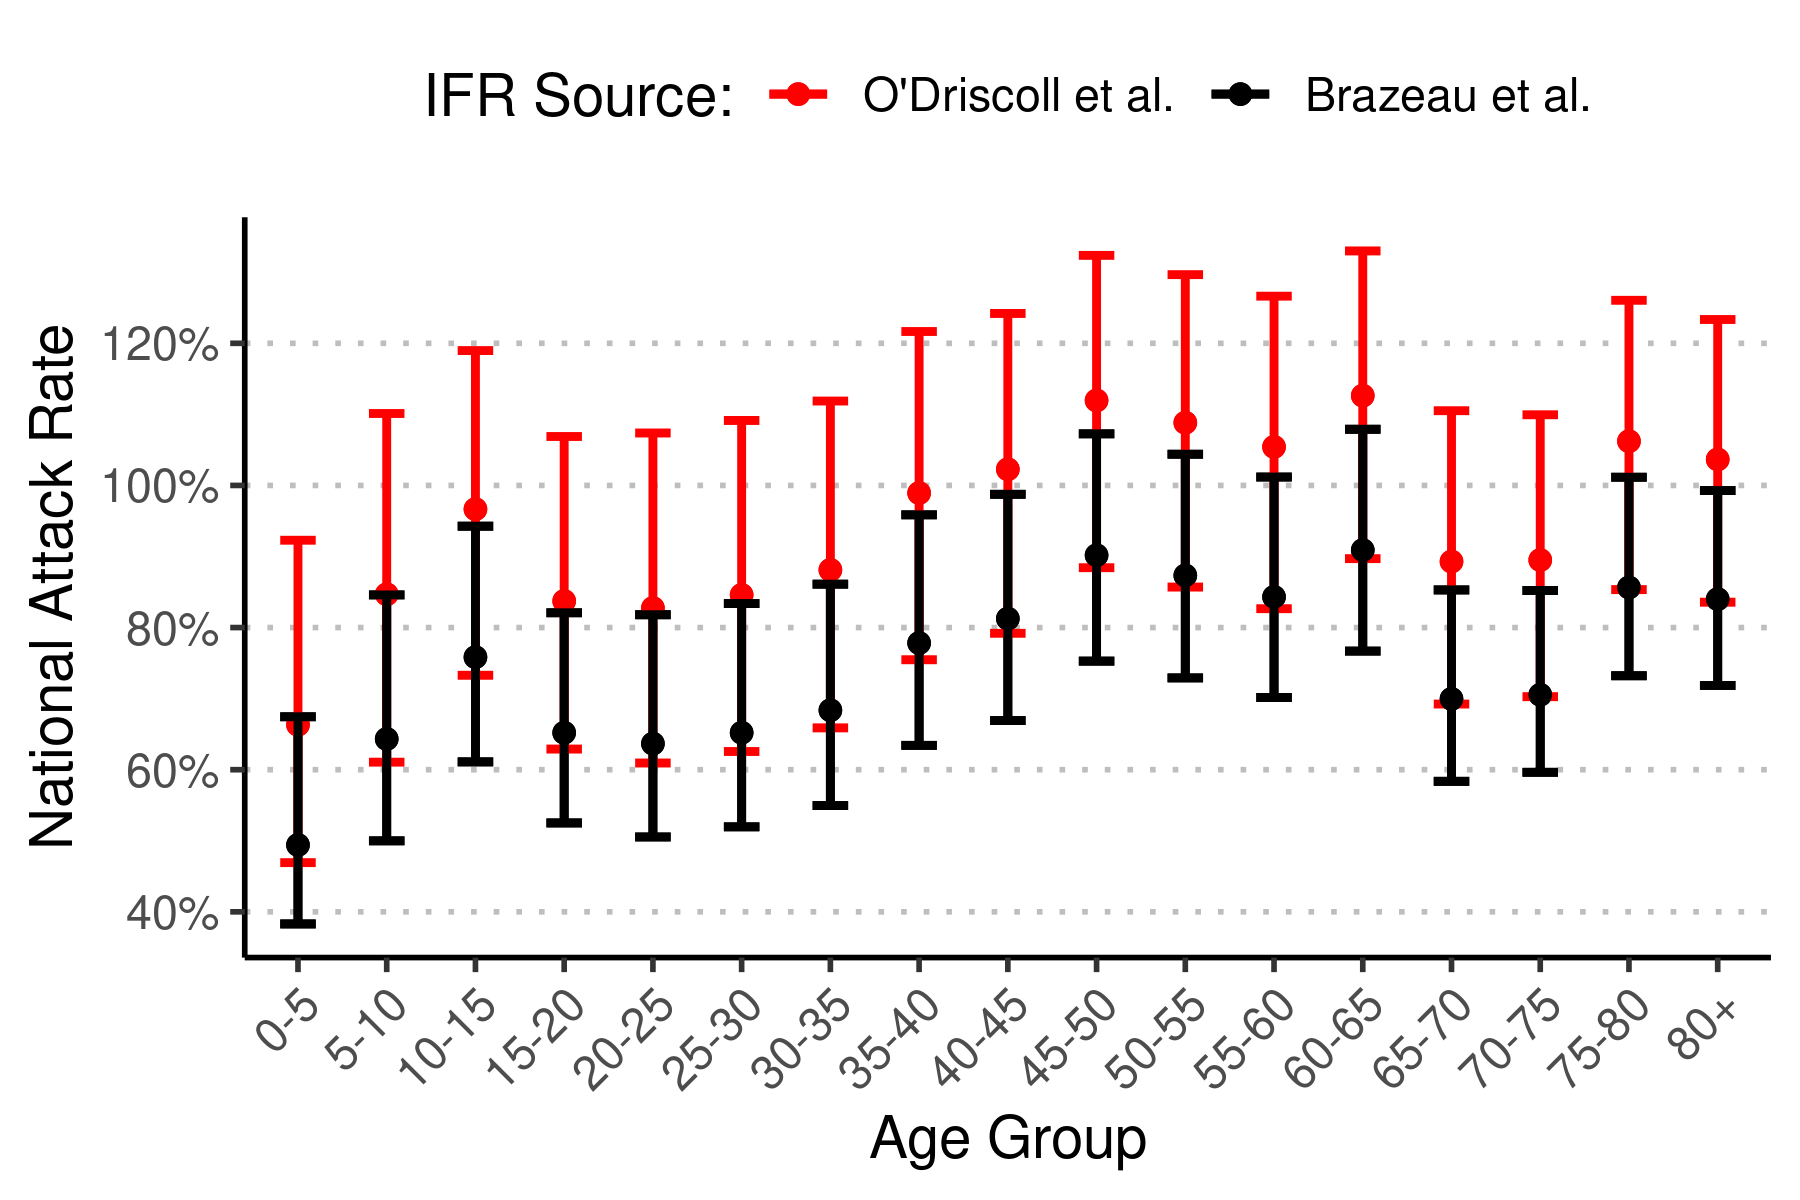 IFR Source: O'Driscoll et al. Brazeau et al.
National Attack Rate
120%
100%
80%
60%
40%
0-5 5-10 10-15 15-20 20-25 25-30 30-35 35-40 40-45 45-50 50-55 55-60 60-65 65-70 70-75 75-80 80+
Age Group